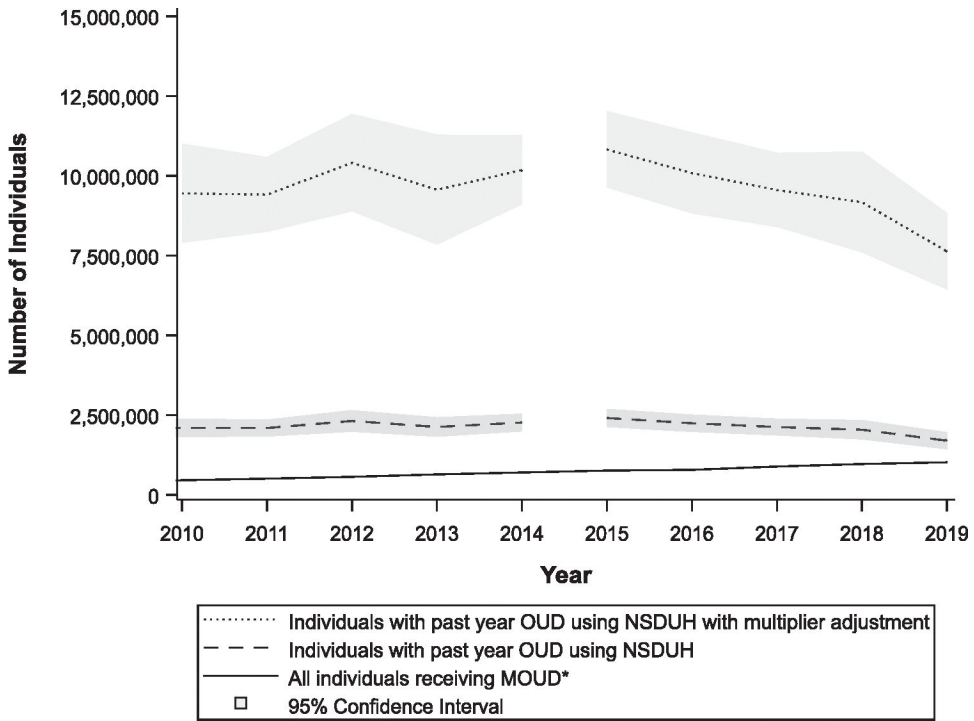 15,000,000
12,500,000
10,000,000
7,500,000
5,000,000
2,500,000
0
Number of Individuals
2010 2011 2012 2013 2014 2015 2016 2017 2018 2019
Year
Individuals with past year OUD using NSDUH with multiplier adjustment
Individuals with past year OUD using NSDUH
All individuals receiving MOUD*
95% Confidence Interval